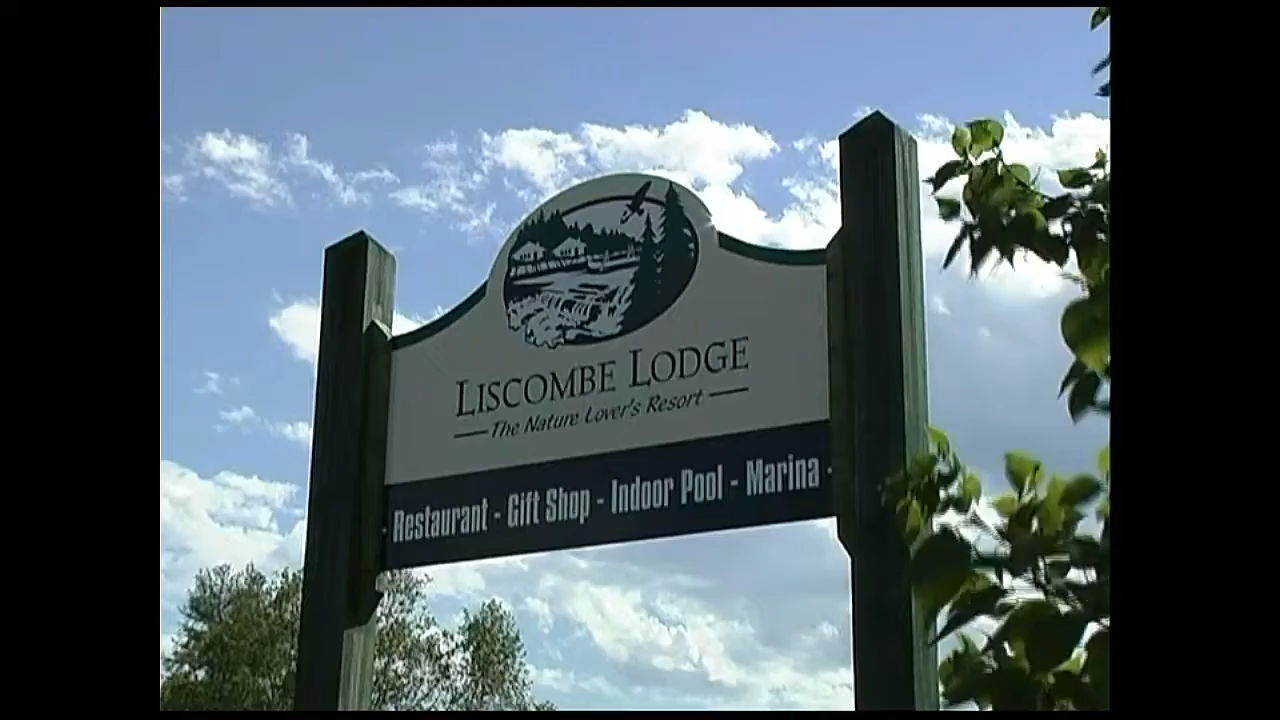 LISCOMBE LODGE
The Nature Lover's Resort
- Restaurant - Gift Shop - Indoor Pool - Marina -